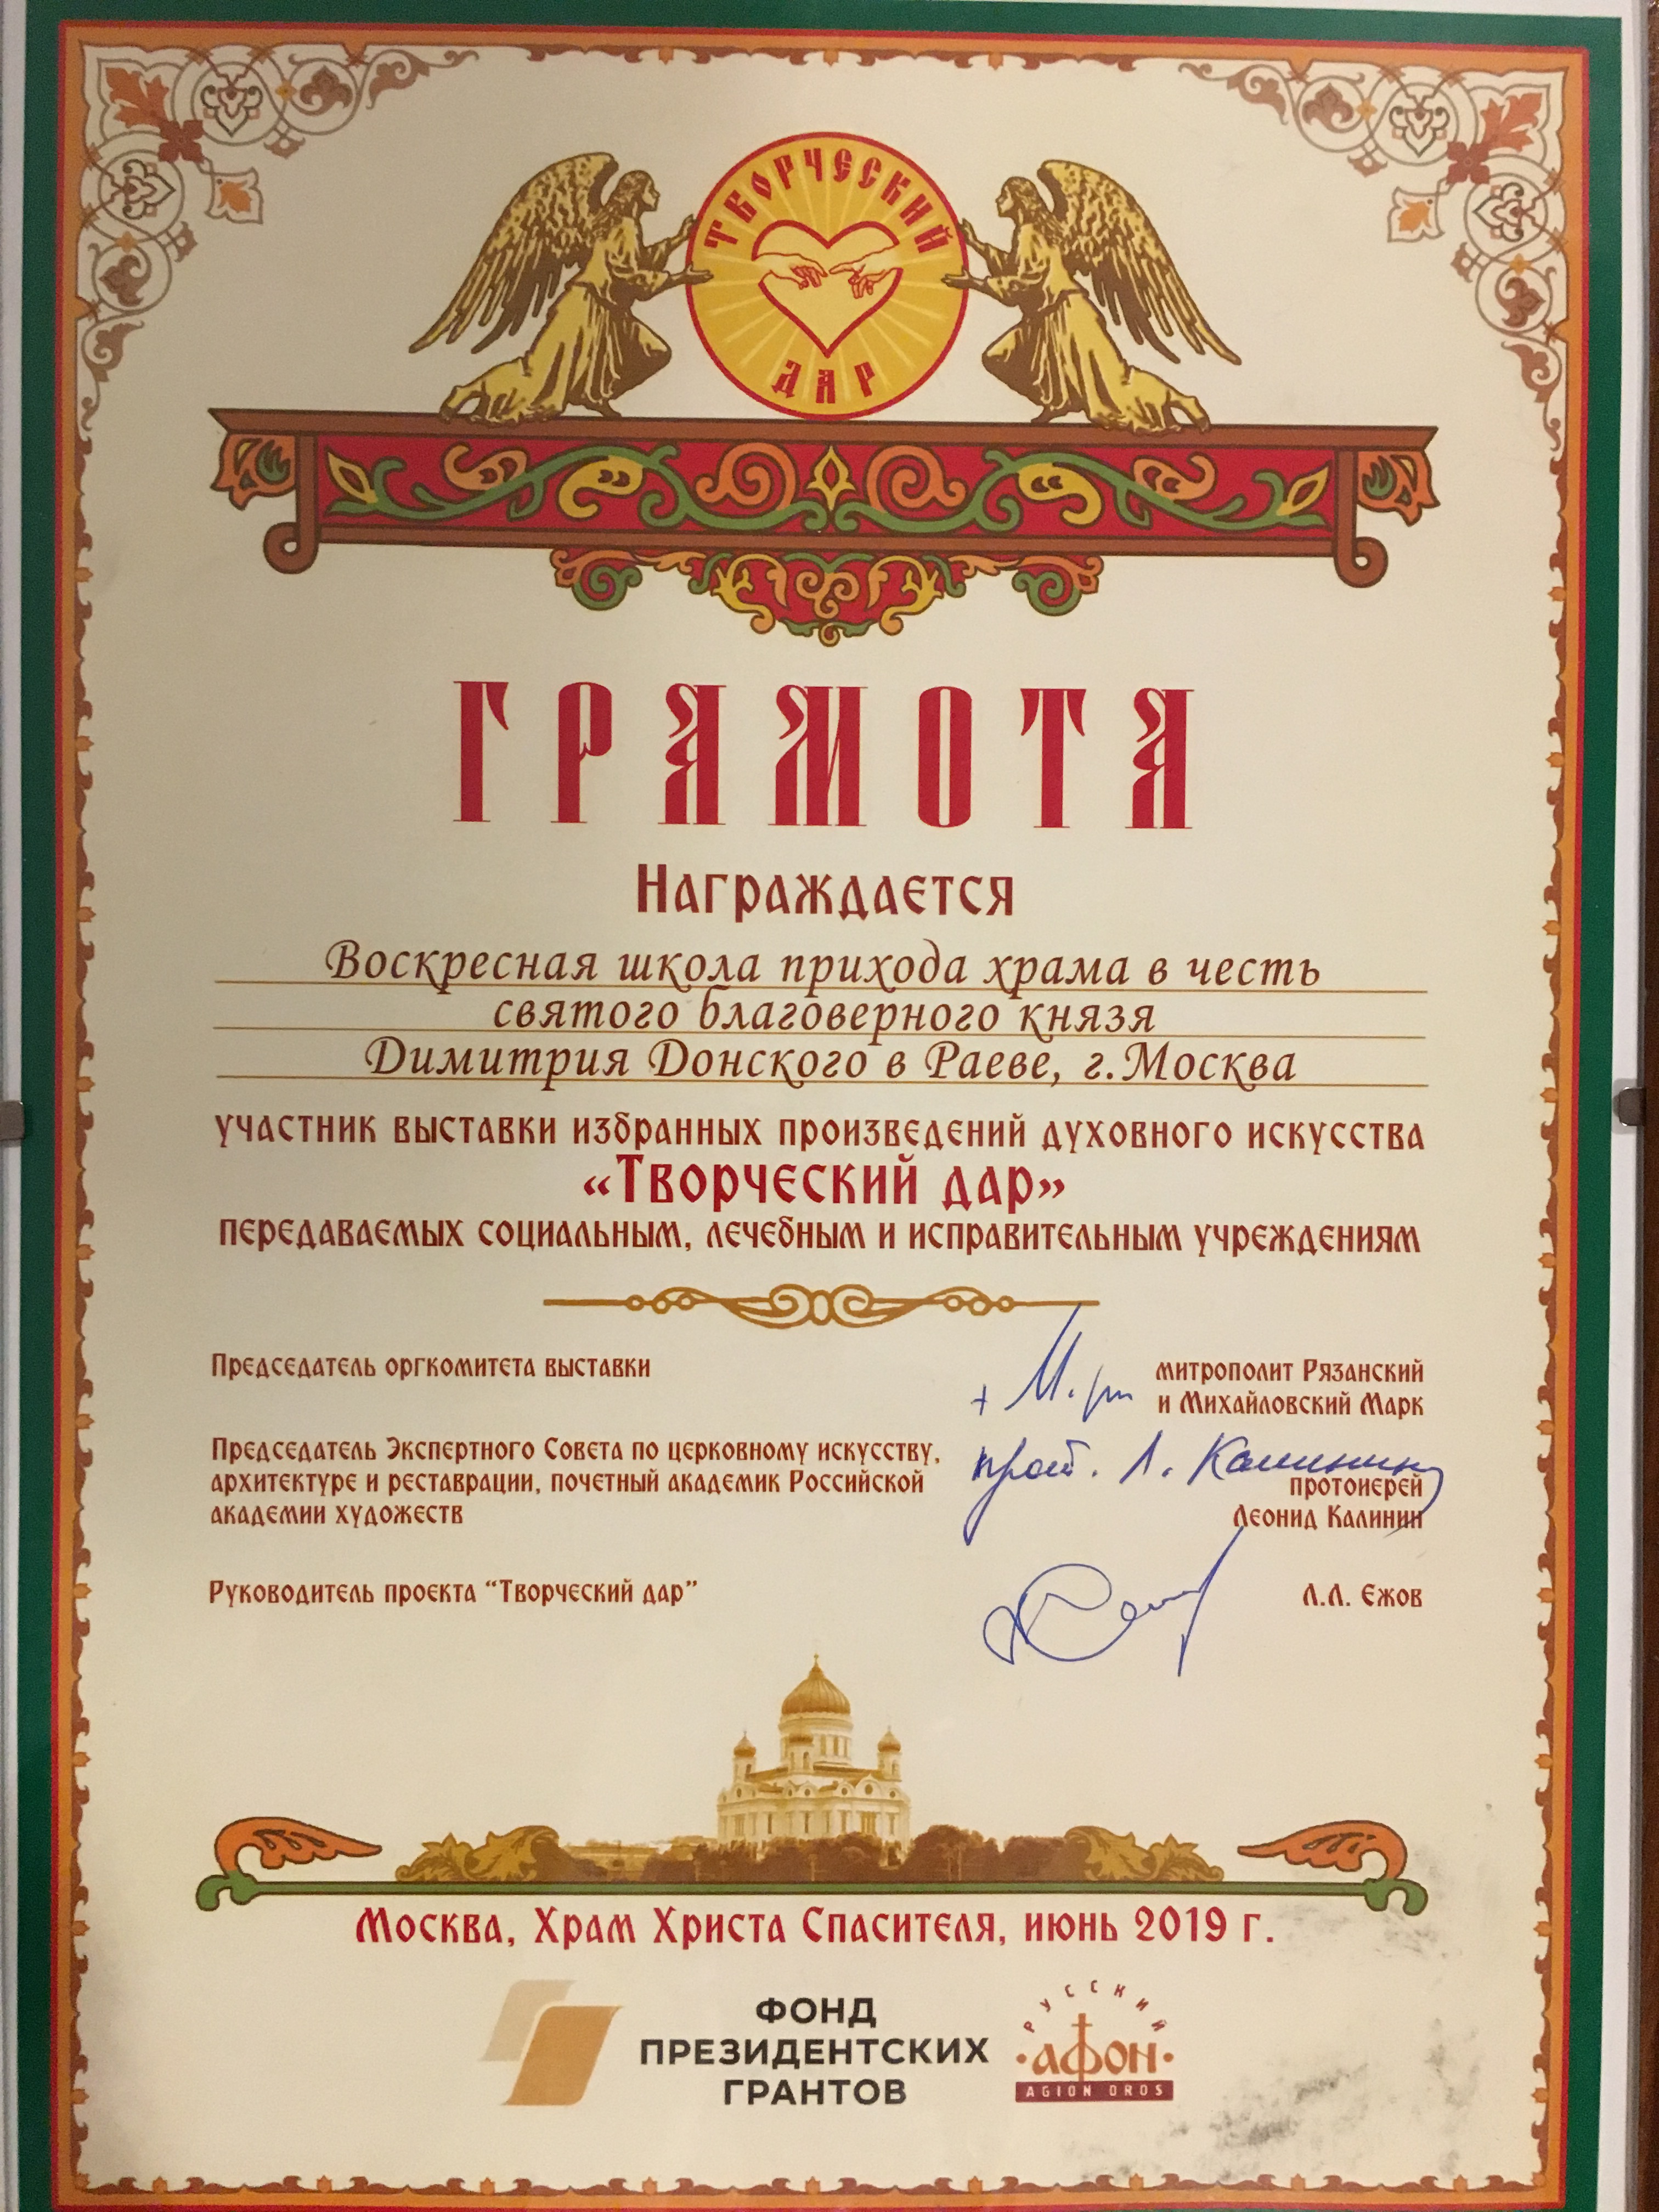 ТВОРЧЕСКИЙ
ДАР
ГРАМОТА
Награждается
Воскресная школа прихода храма в честь
святого благоверного князя
Димитрия Донского в Раеве, г.Москва
участник выставки избранных произведений духовного искусства
«Творческий дар»
передаваемых социальным, лечебным и исправительным учреждениям
Председатель оргкомитета выставки
митрополит Рязанский
и Михайловский Марк
Председатель Экспертного Совета по церковному искусству,
архитектуре и реставрации, почетный академик Российской
академии художеств
прот. Л. Калинин
протоиерей
Леонид Калинин
Руководитель проекта “Творческий дар”
Л.Л. Ежов
Москва, Храм Христа Спасителя, июнь 2019 г.
ФОНД
ПРЕЗИДЕНТСКИХ
ГРАНТОВ
РУССКИЙ
АФОН
AGION OROS